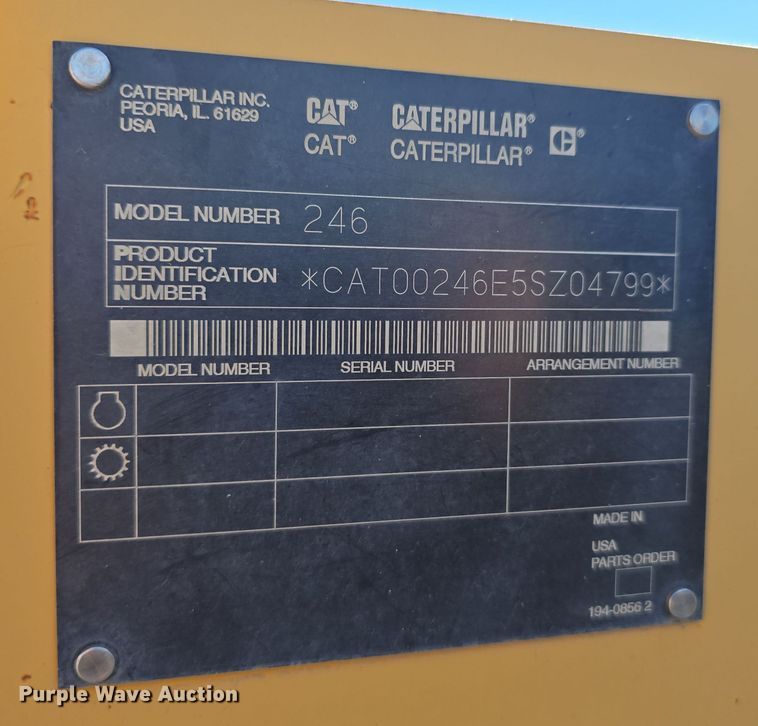 CATERPILLAR INC.
PEORIA, IL. 61629
USA
CAT® CATERPILLAR® ®
CAT® CATERPILLAR®
MODEL NUMBER 246
PRODUCT
IDENTIFICATION
NUMBER *CAT00246E5SZ04799*
MODEL NUMBER SERIAL NUMBER ARRANGEMENT NUMBER
MADE IN
USA
PARTS ORDER
194-0856 2
Purple Wave Auction